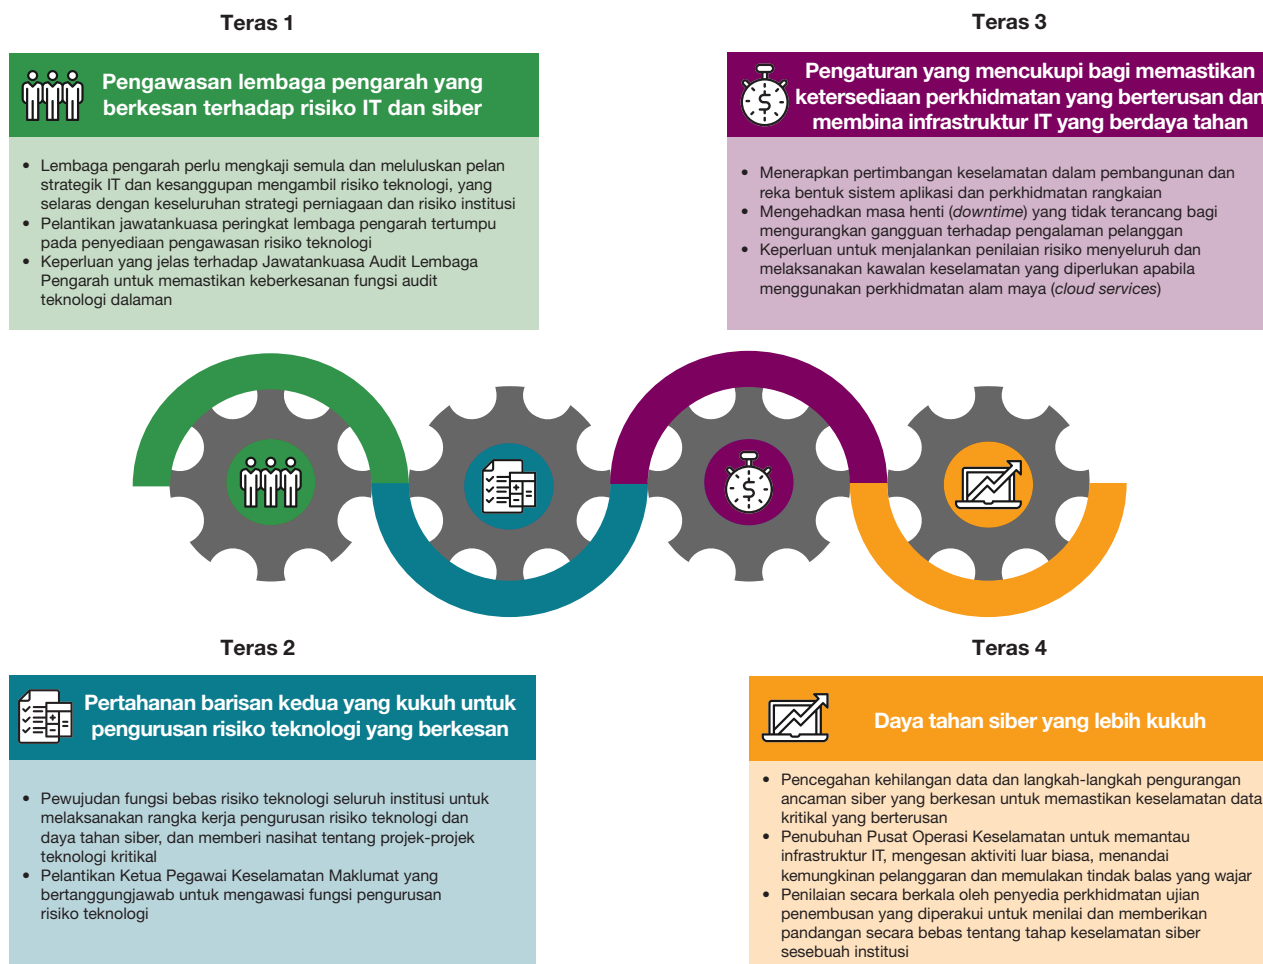 Teras 1
Pengawasan lembaga pengarah yang
berkesan terhadap risiko IT dan siber
• Lembaga pengarah perlu mengkaji semula dan meluluskan pelan
strategik IT dan kesanggupan mengambil risiko teknologi, yang
selaras dengan keseluruhan strategi perniagaan dan risiko institusi
• Pelantikan jawatankuasa peringkat lembaga pengarah tertumpu
pada penyediaan pengawasan risiko teknologi
• Keperluan yang jelas terhadap Jawatankuasa Audit Lembaga
Pengarah untuk memastikan keberkesanan fungsi audit
teknologi dalaman
Teras 3
Pengaturan yang mencukupi bagi memastikan
ketersediaan perkhidmatan yang berterusan dan
membina infrastruktur IT yang berdaya tahan
• Menerapkan pertimbangan keselamatan dalam pembangunan dan
reka bentuk sistem aplikasi dan perkhidmatan rangkaian
• Mengehadkan masa henti (downtime) yang tidak terancang bagi
mengurangkan gangguan terhadap pengalaman pelanggan
• Keperluan untuk menjalankan penilaian risiko menyeluruh dan
melaksanakan kawalan keselamatan yang diperlukan apabila
menggunakan perkhidmatan alam maya (cloud services)
Teras 2
Pertahanan barisan kedua yang kukuh untuk
pengurusan risiko teknologi yang berkesan
• Pewujudan fungsi bebas risiko teknologi seluruh institusi untuk
melaksanakan rangka kerja pengurusan risiko teknologi dan
daya tahan siber, dan memberi nasihat tentang projek-projek
teknologi kritikal
• Pelantikan Ketua Pegawai Keselamatan Maklumat yang
bertanggungjawab untuk mengawasi fungsi pengurusan
risiko teknologi
Teras 4
Daya tahan siber yang lebih kukuh
• Pencegahan kehilangan data dan langkah-langkah pengurangan
ancaman siber yang berkesan untuk memastikan keselamatan data
kritikal yang berterusan
• Penubuhan Pusat Operasi Keselamatan untuk memantau
infrastruktur IT, mengesan aktiviti luar biasa, menandai
kemungkinan pelanggaran dan memulakan tindak balas yang wajar
• Penilaian secara berkala oleh penyedia perkhidmatan ujian
penembusan yang diperakui untuk menilai dan memberikan
pandangan secara bebas tentang tahap keselamatan siber
sesebuah institusi